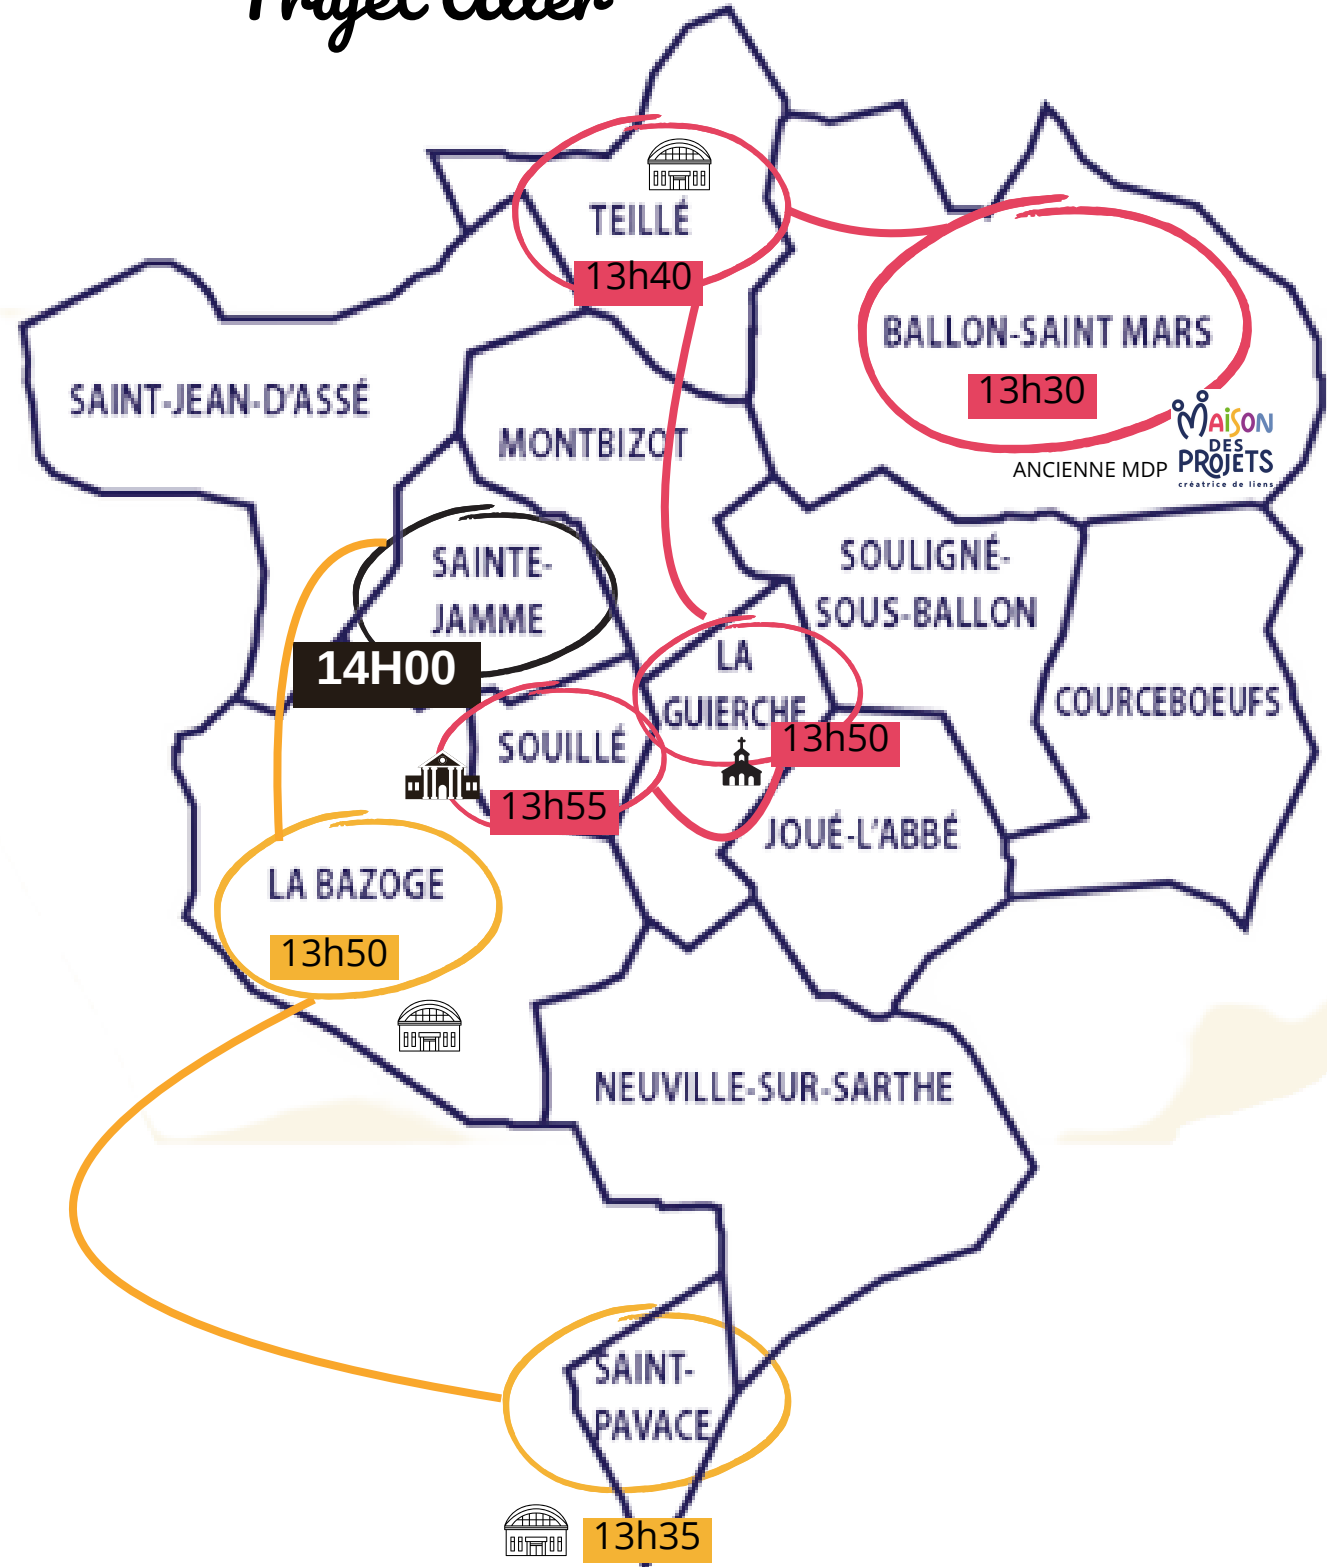 Trajet Aller
TEILLÉ
13h40
BALLON-SAINT MARS
13h30
MAiSON
DES
PROJETS
créatrice de liens
ANCIENNE MDP
SAINT-JEAN-D'ASSÉ
MONTBIZOT
SAINTE-
JAMME
14H00
SOULIGNÉ-
SOUS-BALLON
LA
GUIERCHE
13h50
COURCEBOEUFS
SOUILLÉ
13h55
JOUÉ-L'ABBÉ
LA BAZOGE
13h50
NEUVILLE-SUR-SARTHE
SAINT-
PAVACE
13h35